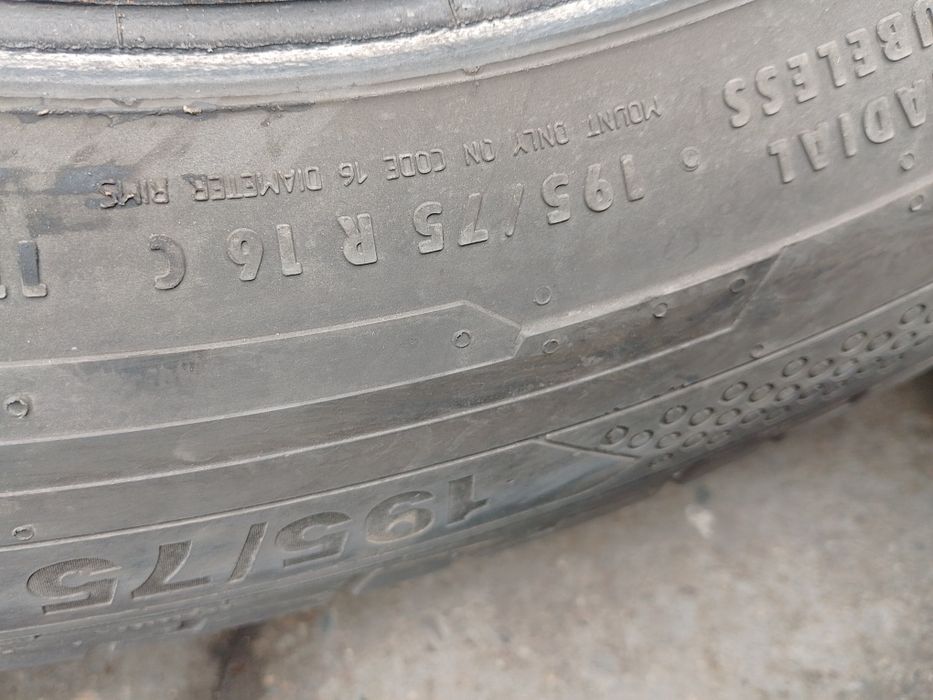 TUBELESS
RADIAL • 195/75 R 16 C
MOUNT ONLY ON CODE 16 DIAMETER RIMS
195/75